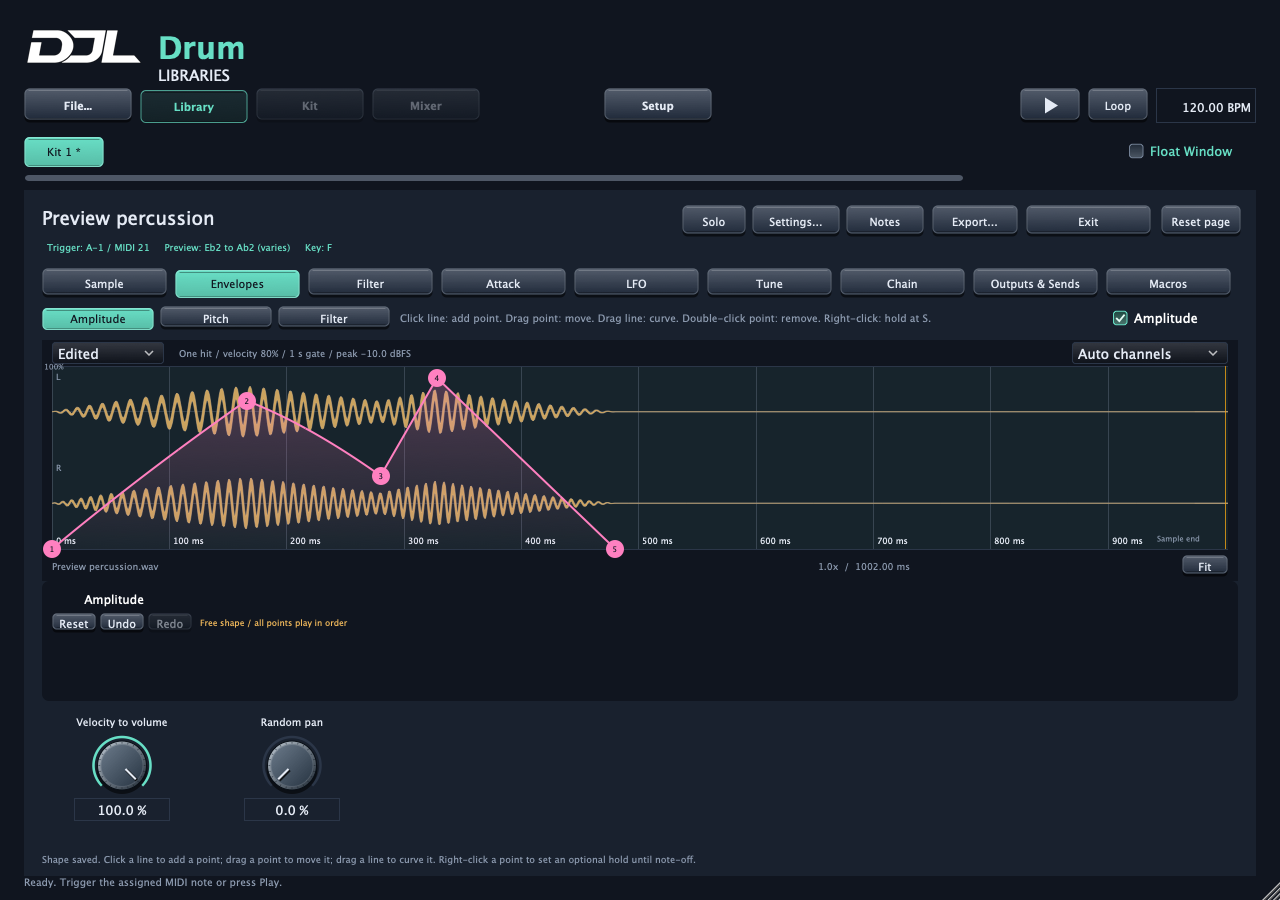 DJL Drum
LIBRARIES
File... Library Kit Mixer Setup Loop 120.00 BPM
Kit 1 * Float Window
Preview percussion Solo Settings... Notes Export... Exit Reset page
Trigger: A-1 / MIDI 21 Preview: Eb2 to Ab2 (varies) Key: F
Sample Envelopes Filter Attack LFO Tune Chain Outputs & Sends Macros
Amplitude Pitch Filter Click line: add point. Drag point: move. Drag line: curve. Double-click point: remove. Right-click: hold at S. Amplitude
Edited One hit / velocity 80% / 1 s gate / peak -10.0 dBFS Auto channels
100%
L
4
2
R
3
0 ms 100 ms 200 ms 300 ms 400 ms 500 ms 600 ms 700 ms 800 ms 900 ms Sample end
1 5
Preview percussion.wav 1.0x / 1002.00 ms Fit
Amplitude
Reset Undo Redo Free shape / all points play in order
Velocity to volume Random pan
100.0 % 0.0 %
Shape saved. Click a line to add a point; drag a point to move it; drag a line to curve it. Right-click a point to set an optional hold until note-off.
Ready. Trigger the assigned MIDI note or press Play.